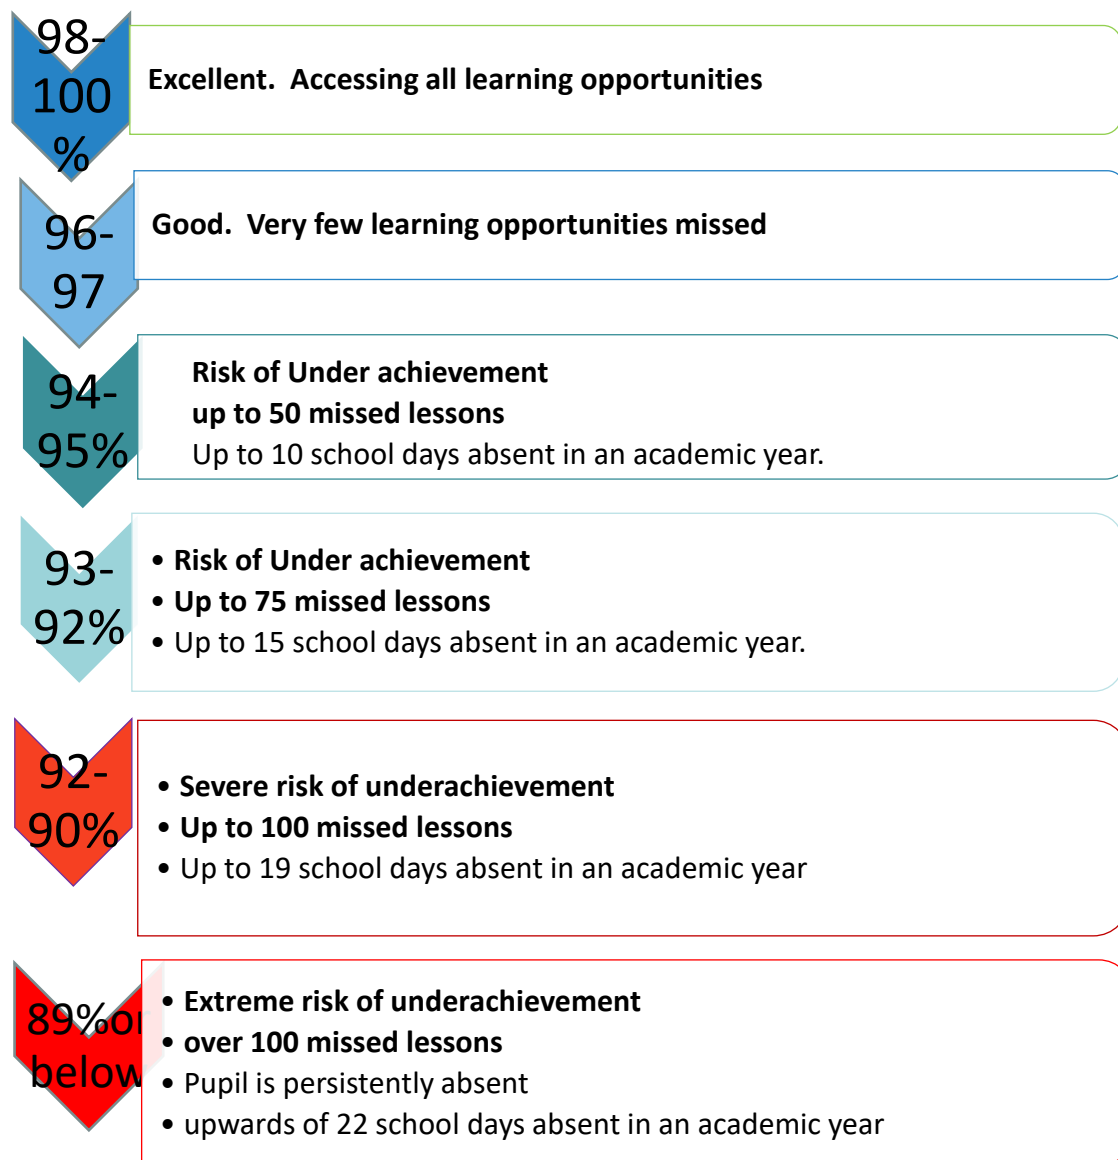 98-
100
%
Excellent.  Accessing all learning opportunities
96-
97
Good.  Very few learning opportunities missed
94-
95%
Risk of Under achievement
up to 50 missed lessons
Up to 10 school days absent in an academic year.
93-
92%
• Risk of Under achievement
• Up to 75 missed lessons
• Up to 15 school days absent in an academic year.
92-
90%
• Severe risk of underachievement
• Up to 100 missed lessons
• Up to 19 school days absent in an academic year
89%or
below
• Extreme risk of underachievement
• over 100 missed lessons
• Pupil is persistently absent
• upwards of 22 school days absent in an academic year